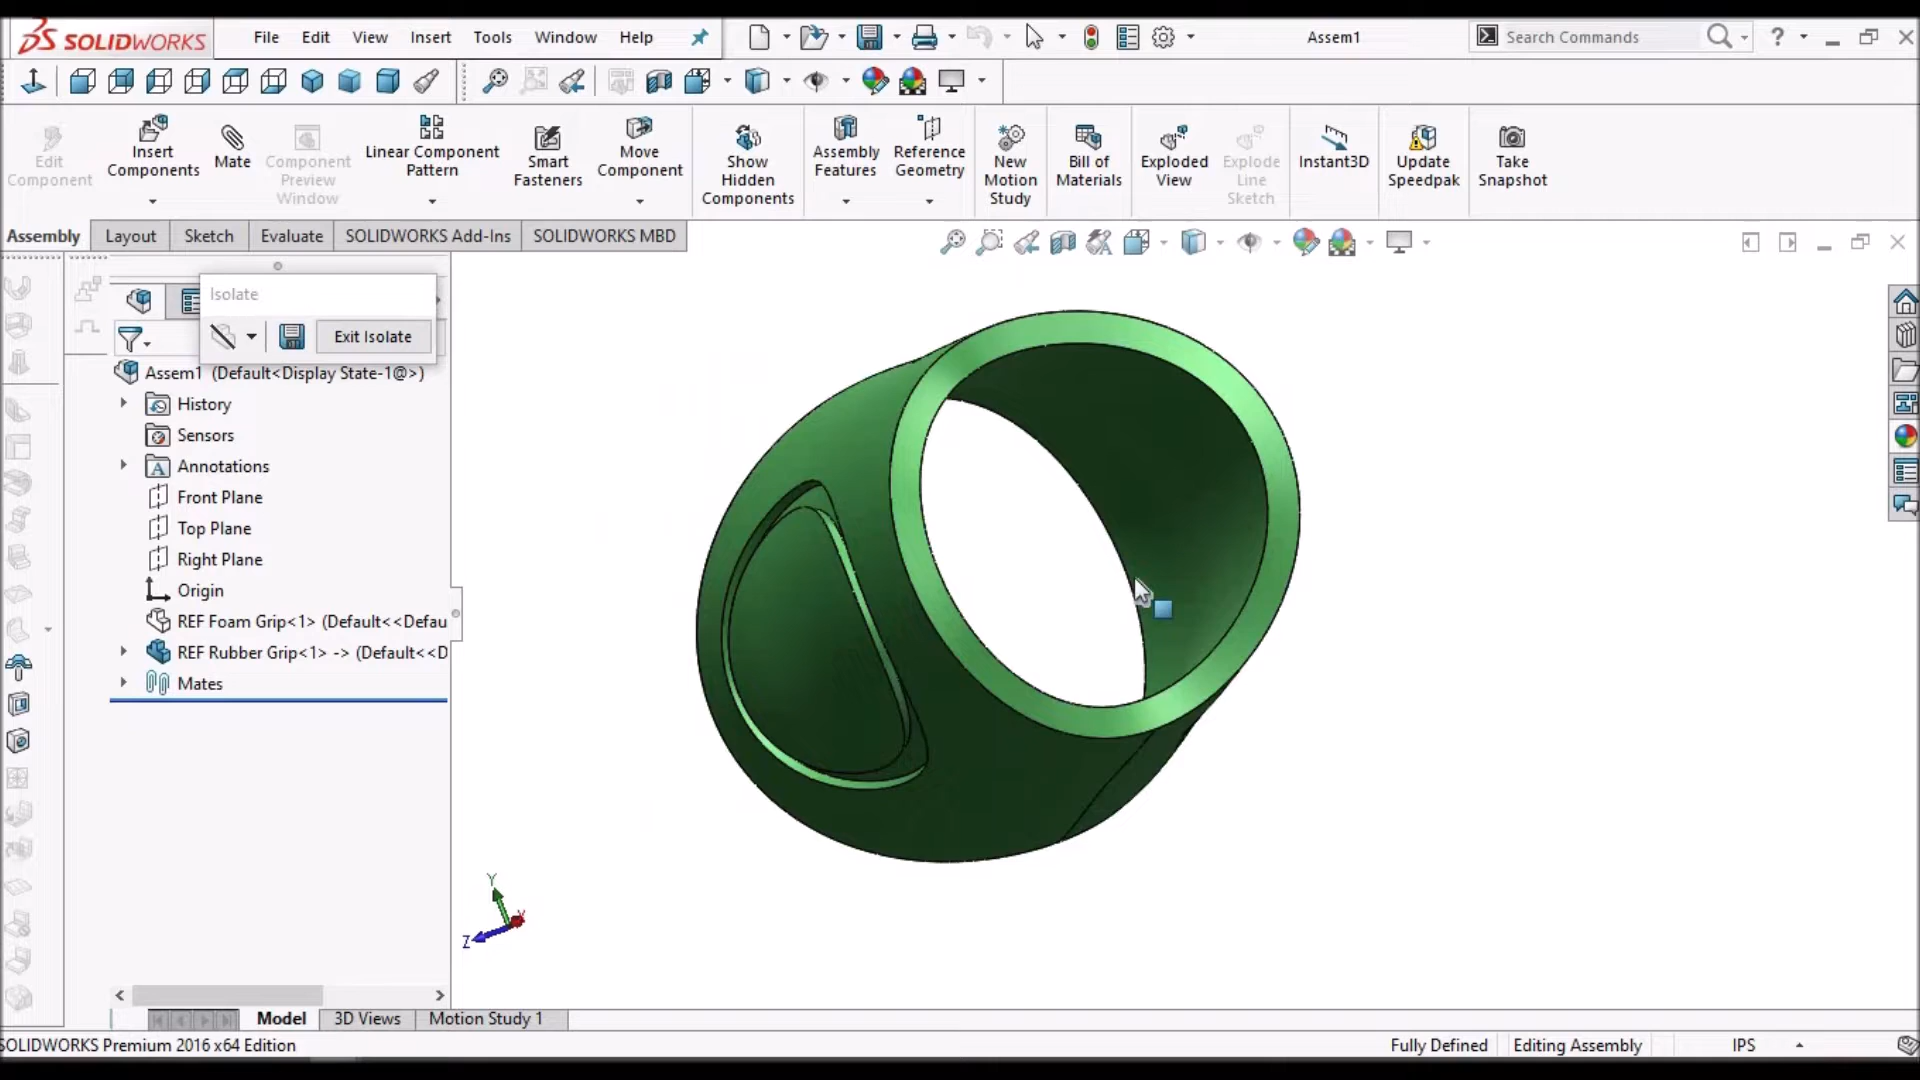 SOLIDWORKS File Edit View Insert Tools Window Help Assem1 Search Commands ?
Edit Component
Insert Components
Mate
Component Preview Window
Linear Component Pattern
Smart Fasteners
Move Component
Show Hidden Components
Assembly Features
Reference Geometry
New Motion Study
Bill of Materials
Exploded View
Explode Line Sketch
Instant3D
Update Speedpak
Take Snapshot
Assembly Layout Sketch Evaluate SOLIDWORKS Add-Ins SOLIDWORKS MBD
Isolate
Exit Isolate
Assem1 (Default<Display State-1@>)
History
Sensors
A Annotations
Front Plane
Top Plane
Right Plane
Origin
REF Foam Grip<1> (Default<<Defau
REF Rubber Grip<1> -> (Default<<D
Mates
Y
X
Z
Model 3D Views Motion Study 1
SOLIDWORKS Premium 2016 x64 Edition Fully Defined Editing Assembly IPS